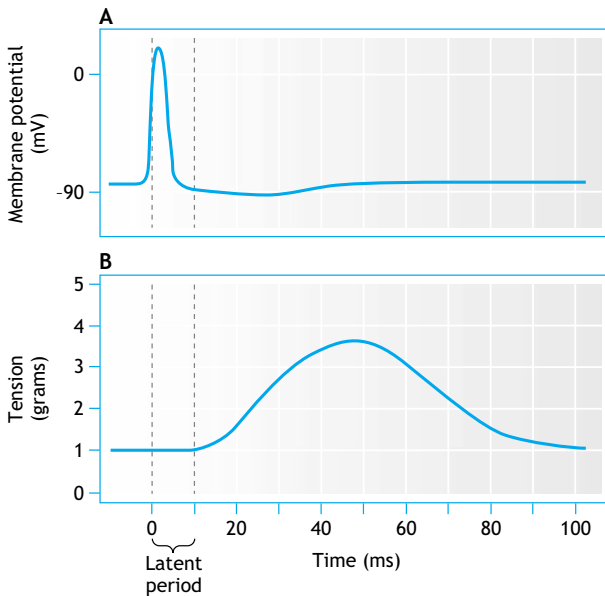 A
Membrane potential
(mV)
0
-90
B
Tension
(grams)
5
4
3
2
1
0
0 20 40 60 80 100
Time (ms)
Latent
period